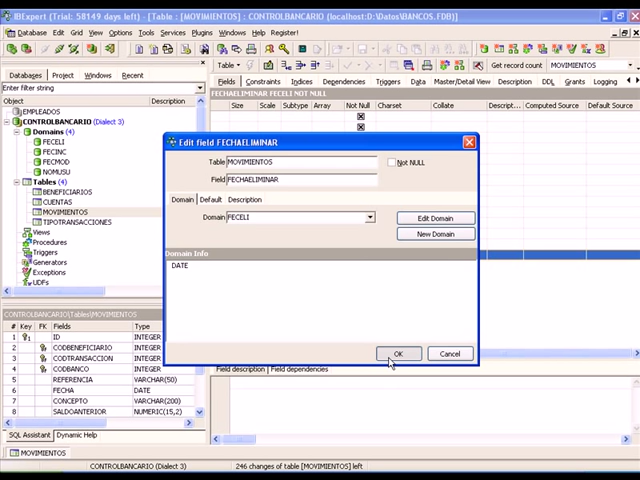 IBExpert ( Trial: 58149 days left) - [Table : [MOVIMIENTOS] : CONTROLBANCARIO (localhost:D:\Datos\BANCOS.FDB)]
Database Edit Grid View Options Tools Services Plugins Windows Help Register!
Table Get record count MOVIMIENTOS
Databases Project Windows Recent
Fields Constraints Indices Dependencies Triggers Data Master/Detail View Description DDL Grants Logging
Enter filter string
FECHAELIMINAR FECELI NOT NULL
Object Description
Size Scale Subtype Array Not Null Charset Collate Descript... Computed Source Default Source
EMPLEADOS
CONTROLBANCARIO (Dialect 3)
Domains (4)
FECELI
FECINC
FECMOD
NOMUSU
Tables (4)
BENEFICIARIOS
CUENTAS
MOVIMIENTOS
TIPOTRANSACCIONES
Views
Procedures
Triggers
Generators
Exceptions
UDFs
Edit field FECHAELIMINAR
Table MOVIMIENTOS Not NULL
Field FECHAELIMINAR
Domain Default Description
Domain FECELI Edit Domain
New Domain
Domain Info
DATE
OK Cancel
CONTROLBANCARIO\Tables\MOVIMIENTOS
# Key FK Fields Type
1 1 ID INTEGER
2 CODBENEFICIARIO INTEGER
3 CODTRANSACCION INTEGER
4 CODBANCO INTEGER
5 REFERENCIA VARCHAR(50)
6 FECHA DATE
7 CONCEPTO VARCHAR(200)
8 SALDOANTERIOR NUMERIC(15,2)
Field description Field dependencies
SQL Assistant Dynamic Help
MOVIMIENTOS
CONTROLBANCARIO (Dialect 3) 246 changes of table [MOVIMIENTOS] left